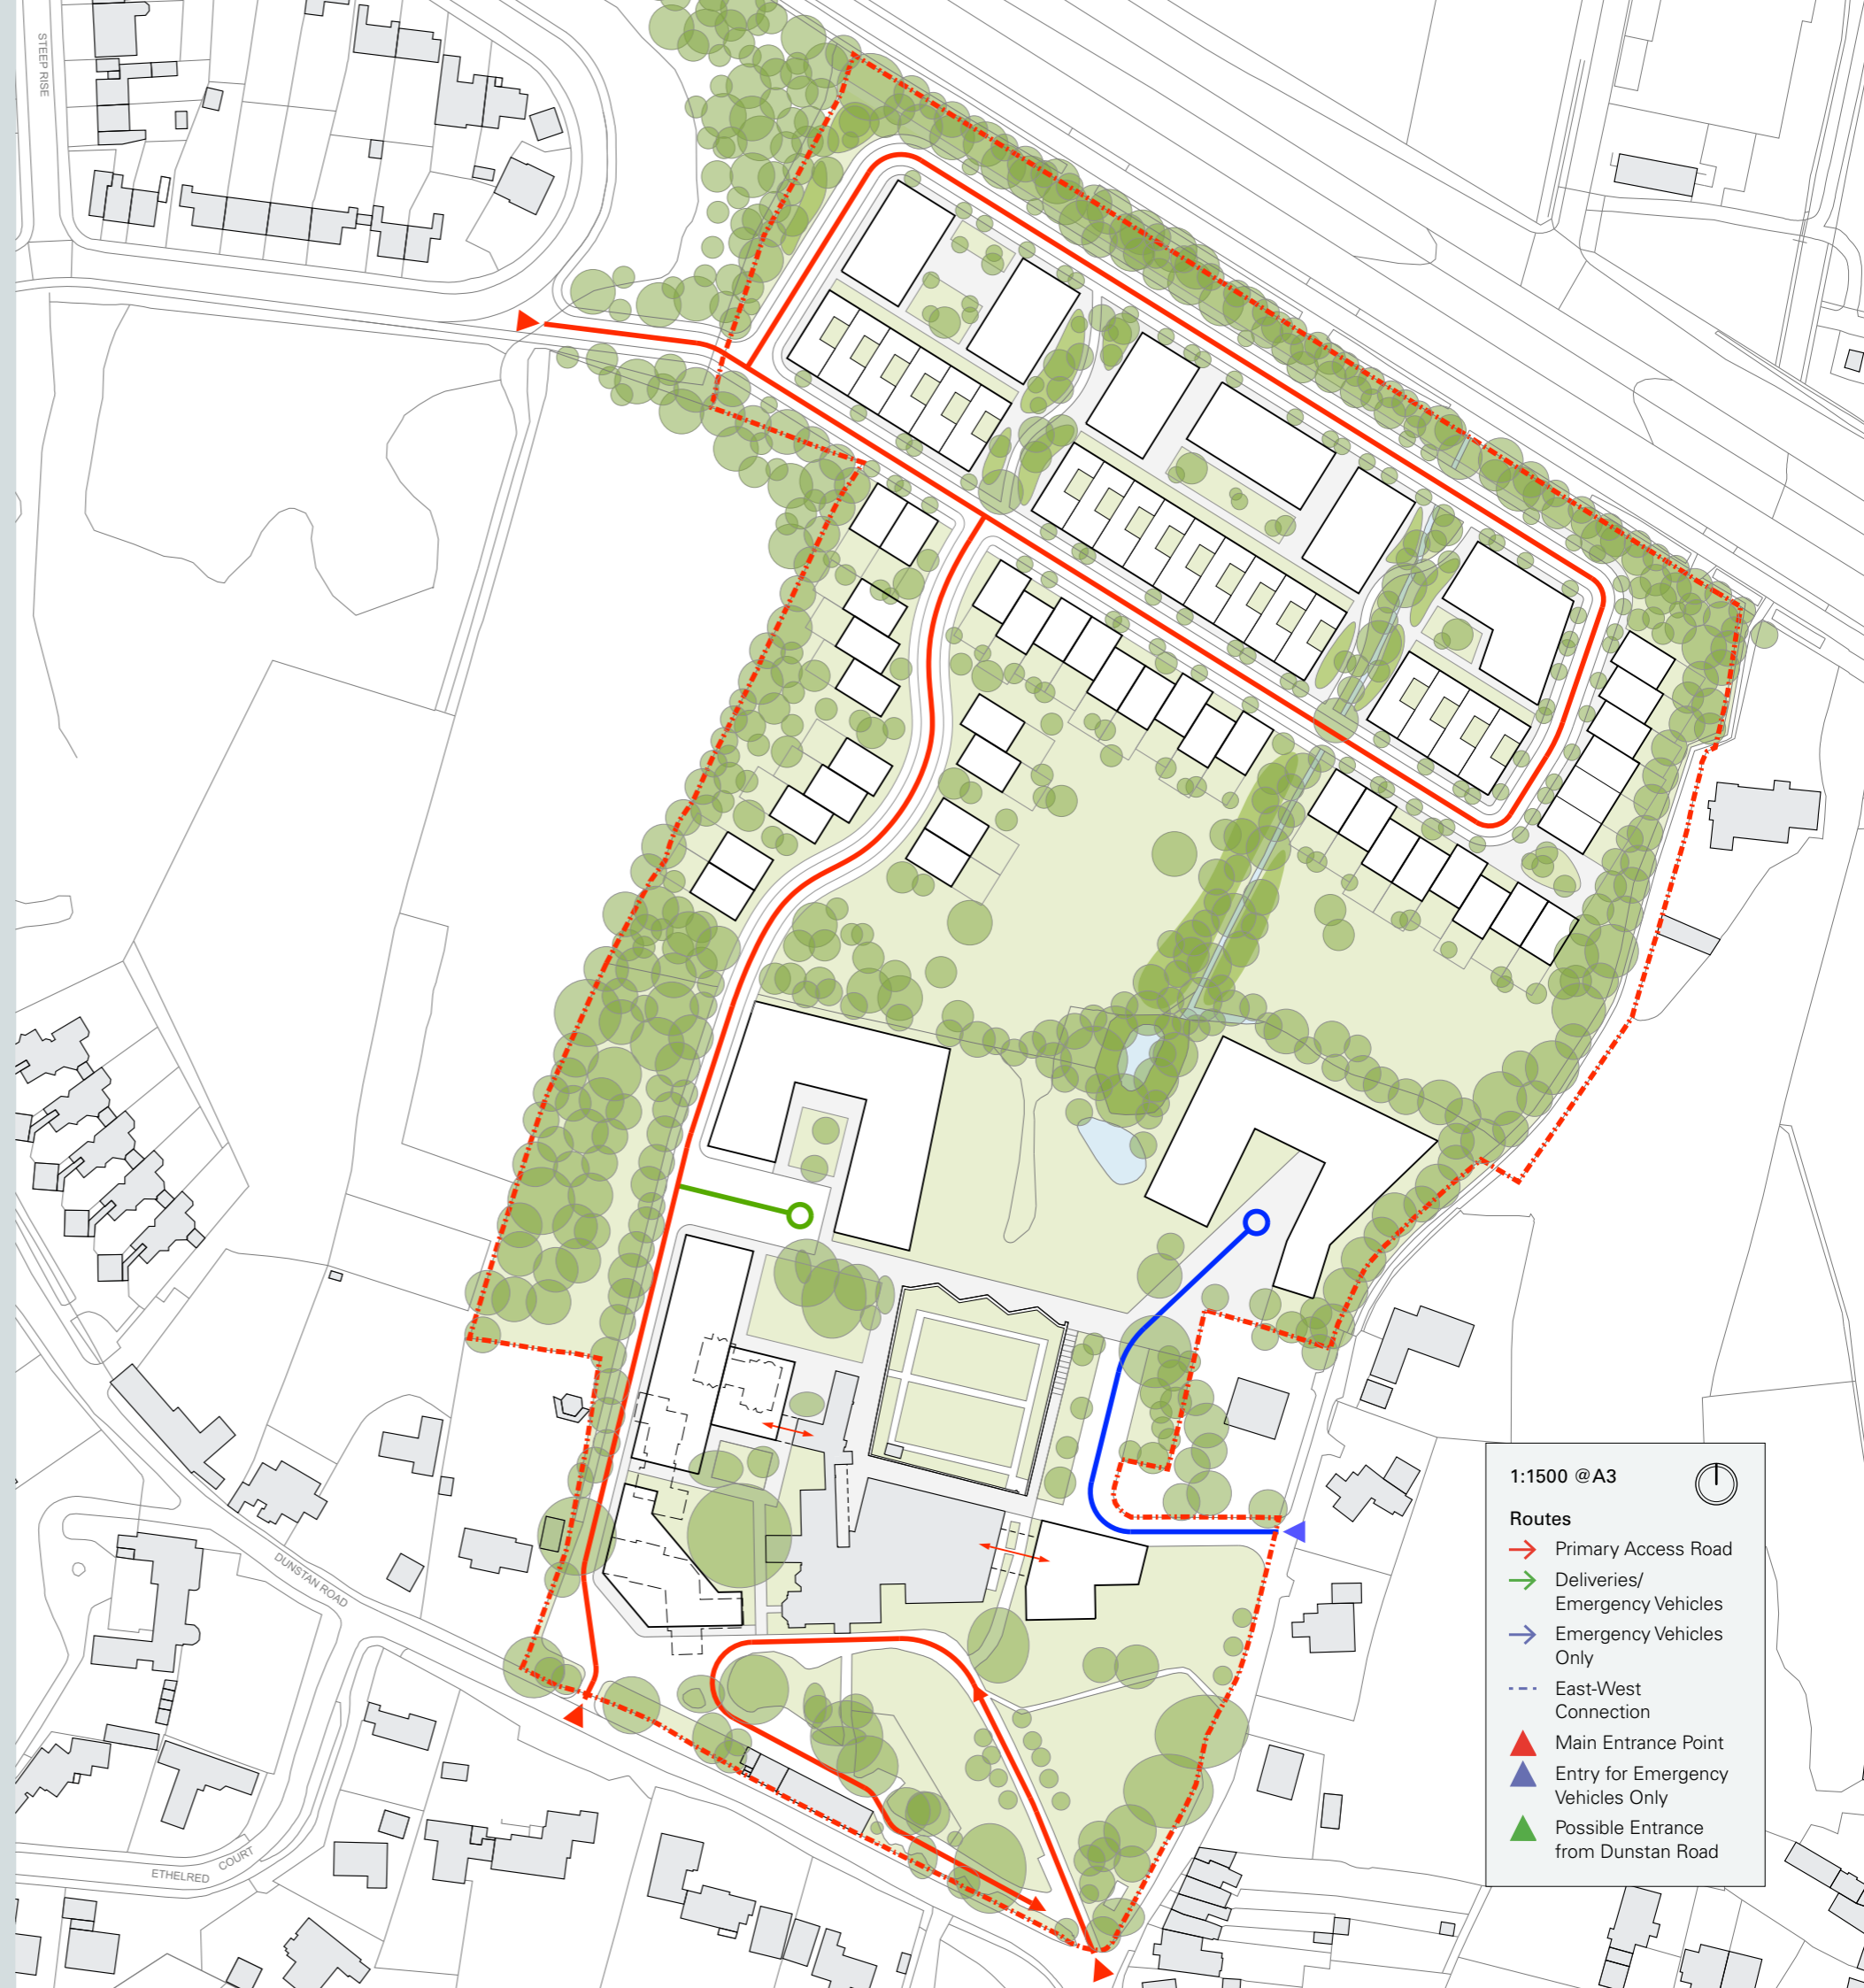 STEEP RISE
DUNSTAN ROAD
ETHELRED COURT
1:1500 @A3
Routes
Primary Access Road
Deliveries/
Emergency Vehicles
Emergency Vehicles
Only
East-West
Connection
Main Entrance Point
Entry for Emergency
Vehicles Only
Possible Entrance
from Dunstan Road